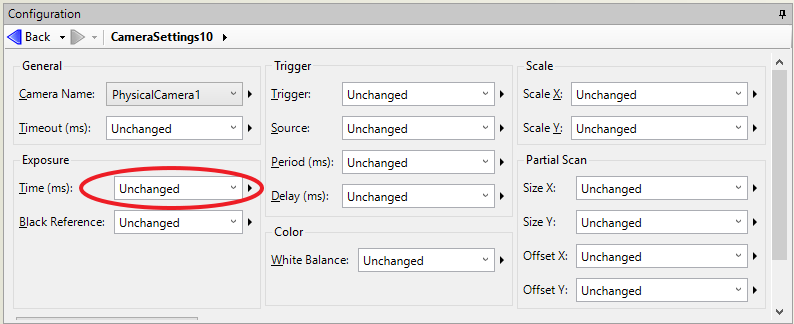 Configuration
Back CameraSettings10
General
Camera Name: PhysicalCamera1
Timeout (ms): Unchanged
Exposure
Time (ms): Unchanged
Black Reference: Unchanged
Trigger
Trigger: Unchanged
Source: Unchanged
Period (ms): Unchanged
Delay (ms): Unchanged
Color
White Balance: Unchanged
Scale
Scale X: Unchanged
Scale Y: Unchanged
Partial Scan
Size X: Unchanged
Size Y: Unchanged
Offset X: Unchanged
Offset Y: Unchanged